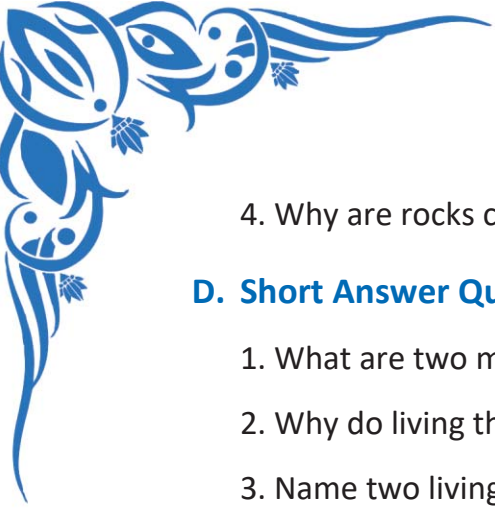 4. Why are rocks
D. Short Answer
1. What are two
2. Why do living
3. Name two living